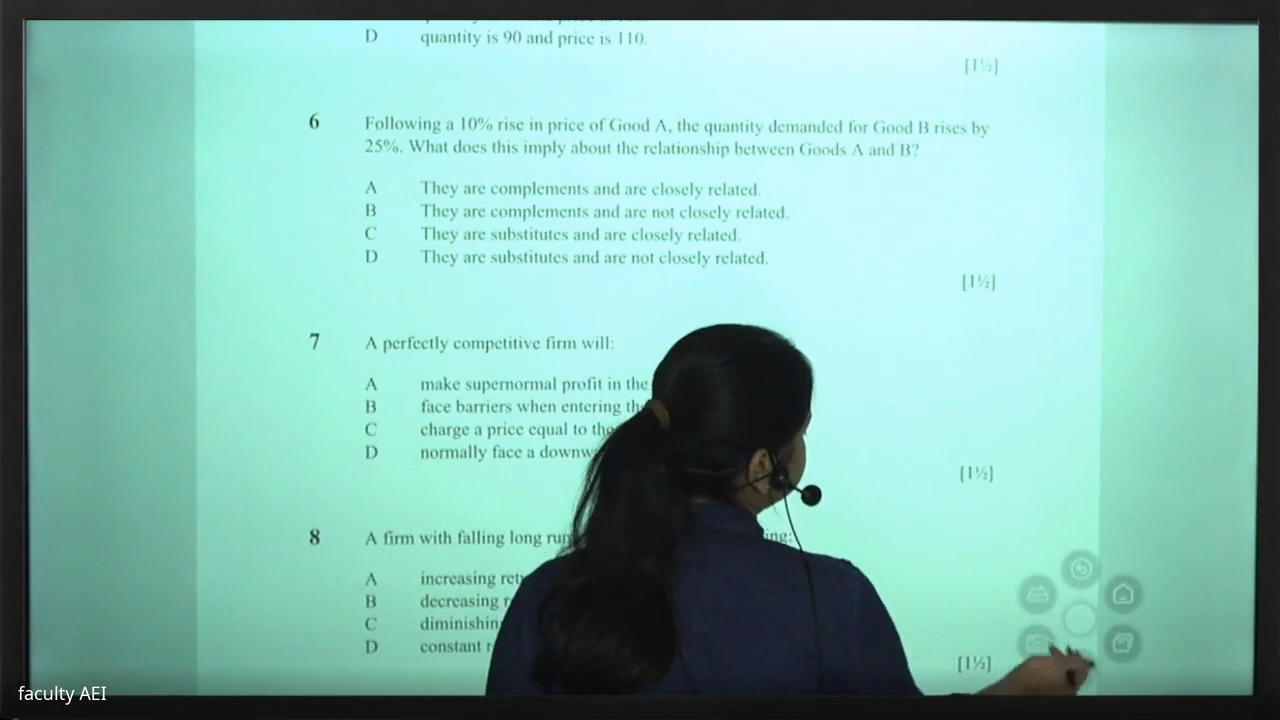 D quantity is 90 and price is 110.
[1½]
6 Following a 10% rise in price of Good A, the quantity demanded for Good B rises by
25%. What does this imply about the relationship between Goods A and B?
A They are complements and are closely related.
B They are complements and are not closely related.
C They are substitutes and are closely related.
D They are substitutes and are not closely related.
[1½]
7 A perfectly competitive firm will:
A make supernormal profit in the
B face barriers when entering
C charge a price equal to the
D normally face a
[1½]
8 A firm with falling long
A increasing
B decreasing
C
D constant
[1½]
faculty AEI